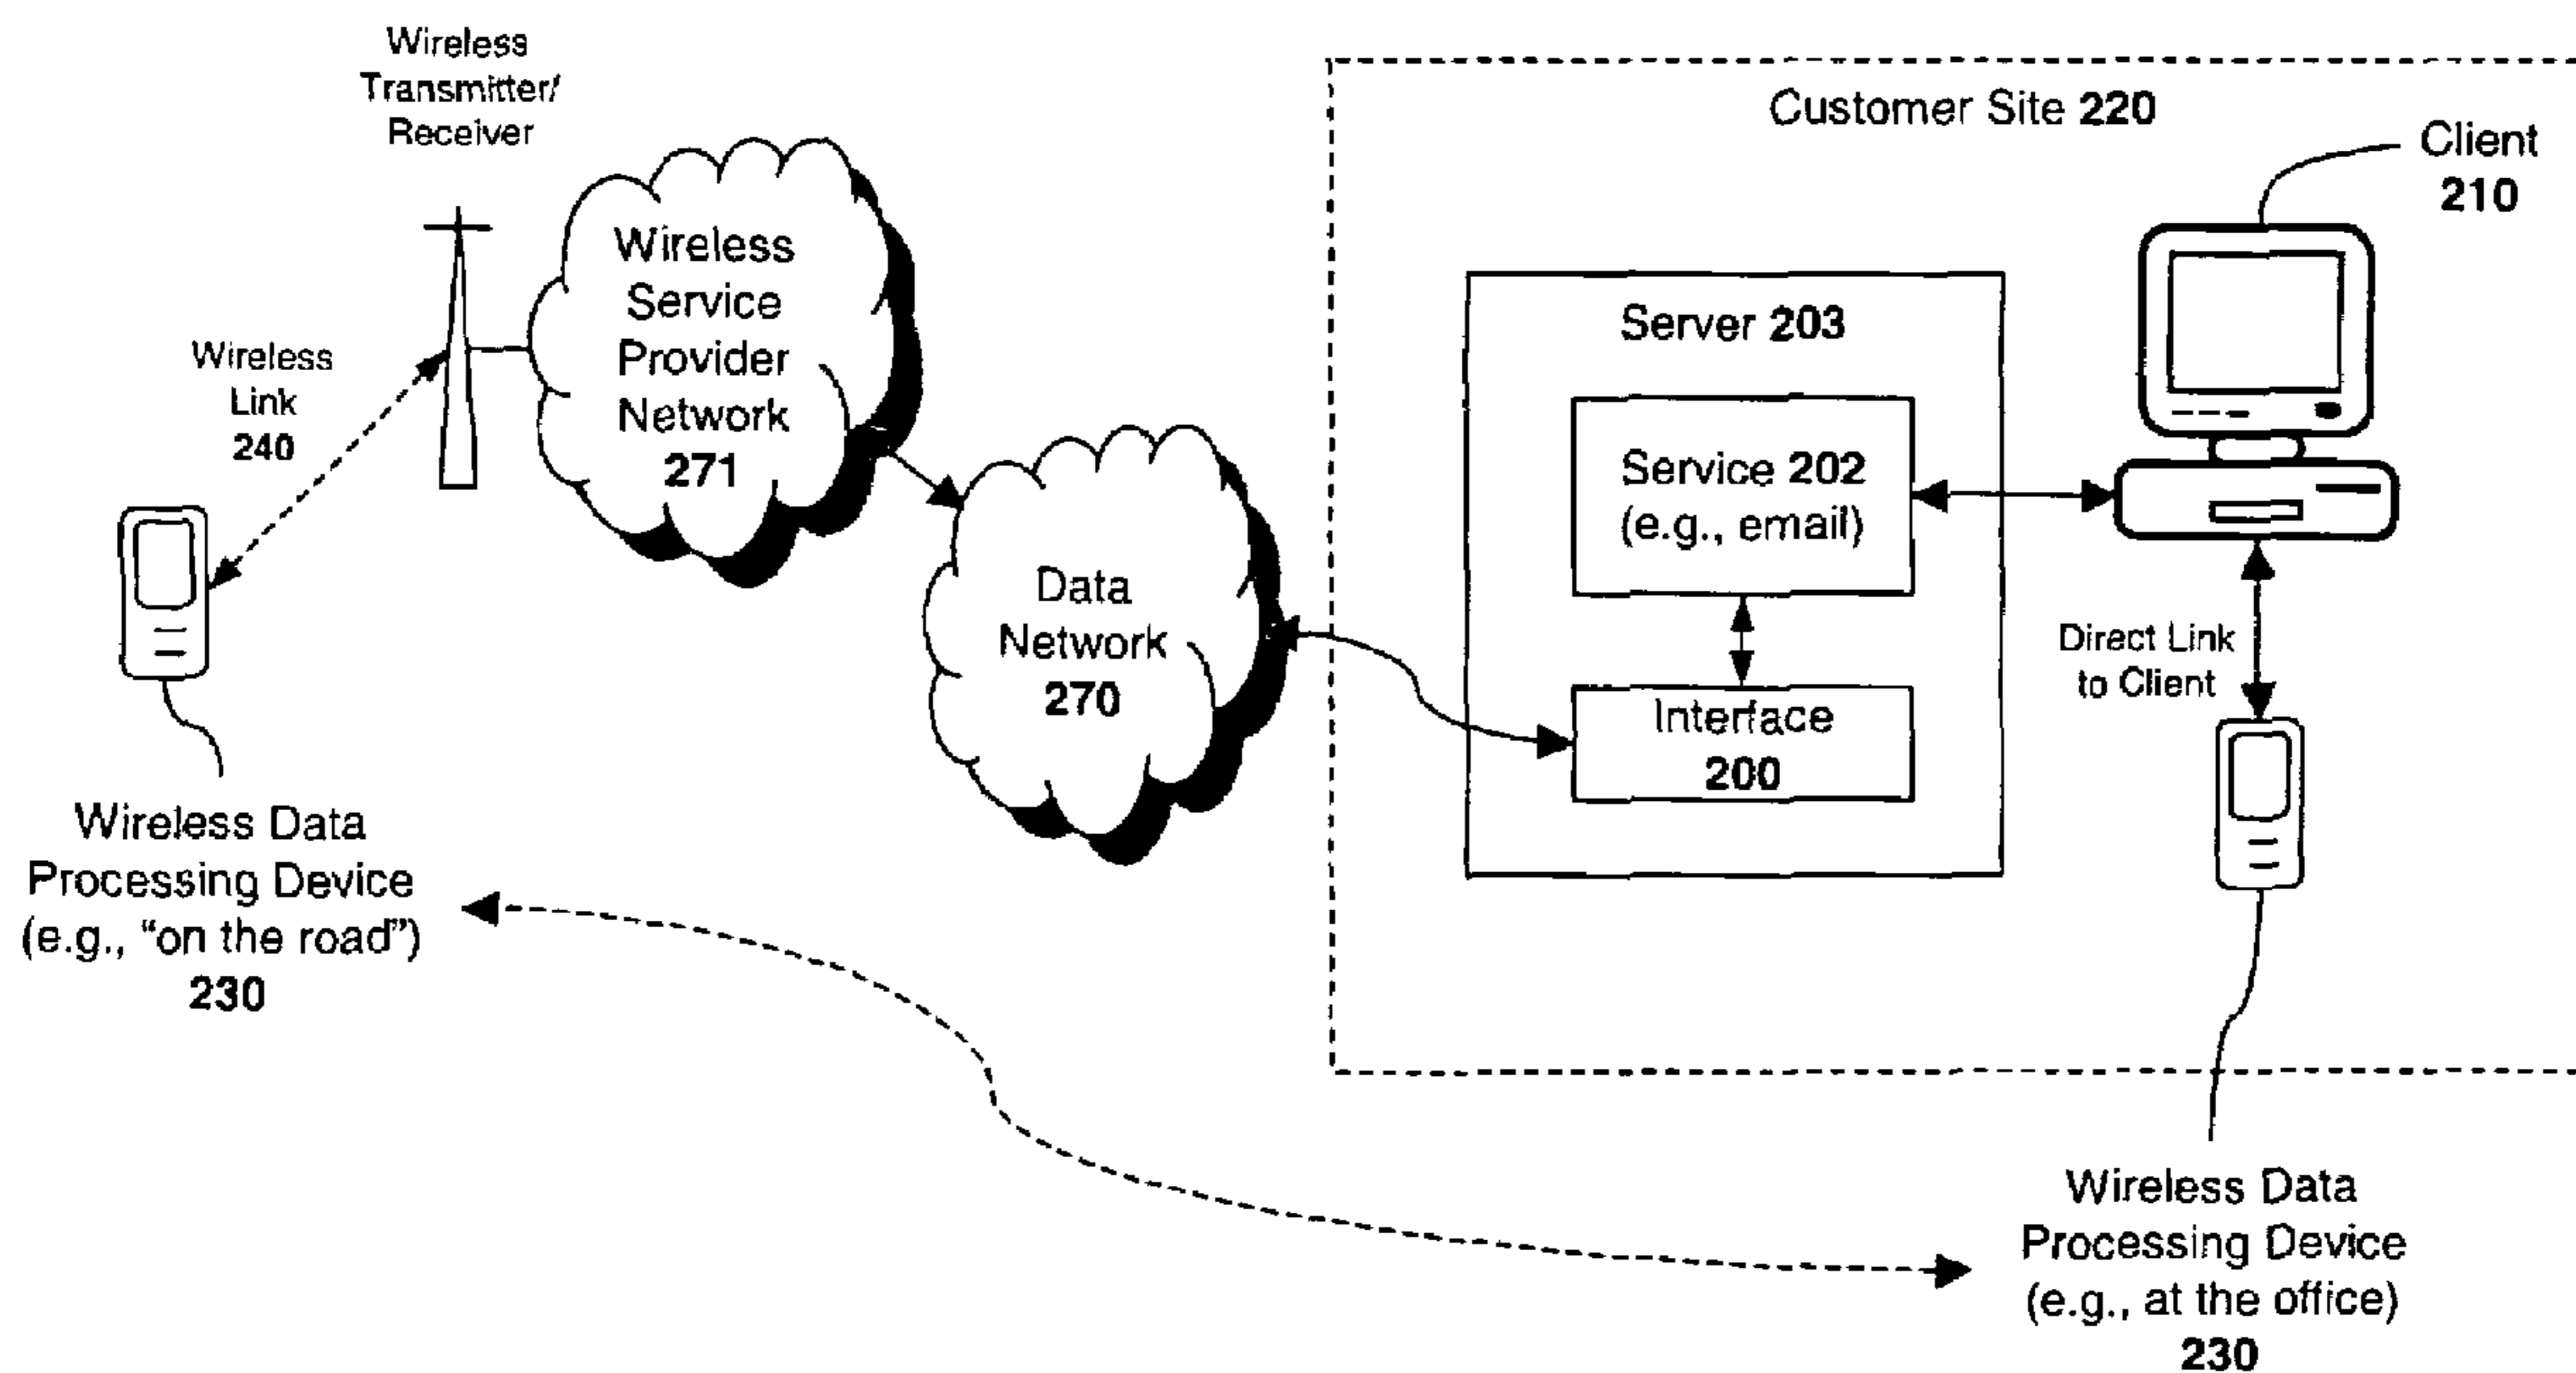 Wireless
Transmitter/
Receiver
Wireless
Service
Provider
Network
271
Wireless
Link
240
Wireless Data
Processing Device
(e.g., “on the road”)
230
Data
Network
270
Customer Site 220
Client
210
Server 203
Service 202
(e.g., email)
Interface
200
Direct Link
to Client
Wireless Data
Processing Device
(e.g., at the office)
230